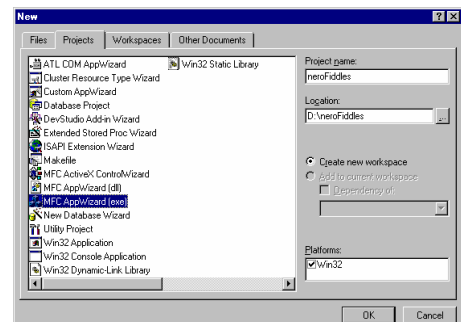 New
Files Projects Workspaces Other Documents
ATL COM AppWizard
Cluster Resource Type Wizard
Custom AppWizard
Database Project
DevStudio Add-in Wizard
Extended Stored Proc Wizard
ISAPI Extension Wizard
Makefile
MFC ActiveX ControlWizard
MFC AppWizard (dll)
MFC AppWizard (exe)
New Database Wizard
Utility Project
Win32 Application
Win32 Console Application
Win32 Dynamic-Link Library
Win32 Static Library
Project name:
neroFiddles
Location:
D:\neroFiddles
...
Create new workspace
Add to current workspace
Dependency of:
Platforms:
Win32
OK Cancel